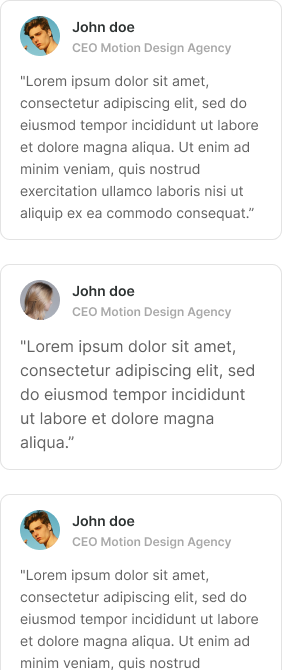 John doe
CEO Motion Design Agency
"Lorem ipsum dolor sit amet,
consectetur adipiscing elit, sed do
eiusmod tempor incididunt ut labore
et dolore magna aliqua. Ut enim ad
minim veniam, quis nostrud
exercitation ullamco laboris nisi ut
aliquip ex ea commodo consequat.”
John doe
CEO Motion Design Agency
"Lorem ipsum dolor sit amet,
consectetur adipiscing elit, sed
do eiusmod tempor incididunt
ut labore et dolore magna
aliqua.”
John doe
CEO Motion Design Agency
"Lorem ipsum dolor sit amet,
consectetur adipiscing elit, sed do
eiusmod tempor incididunt ut labore
et dolore magna aliqua. Ut enim ad
minim veniam, quis nostrud